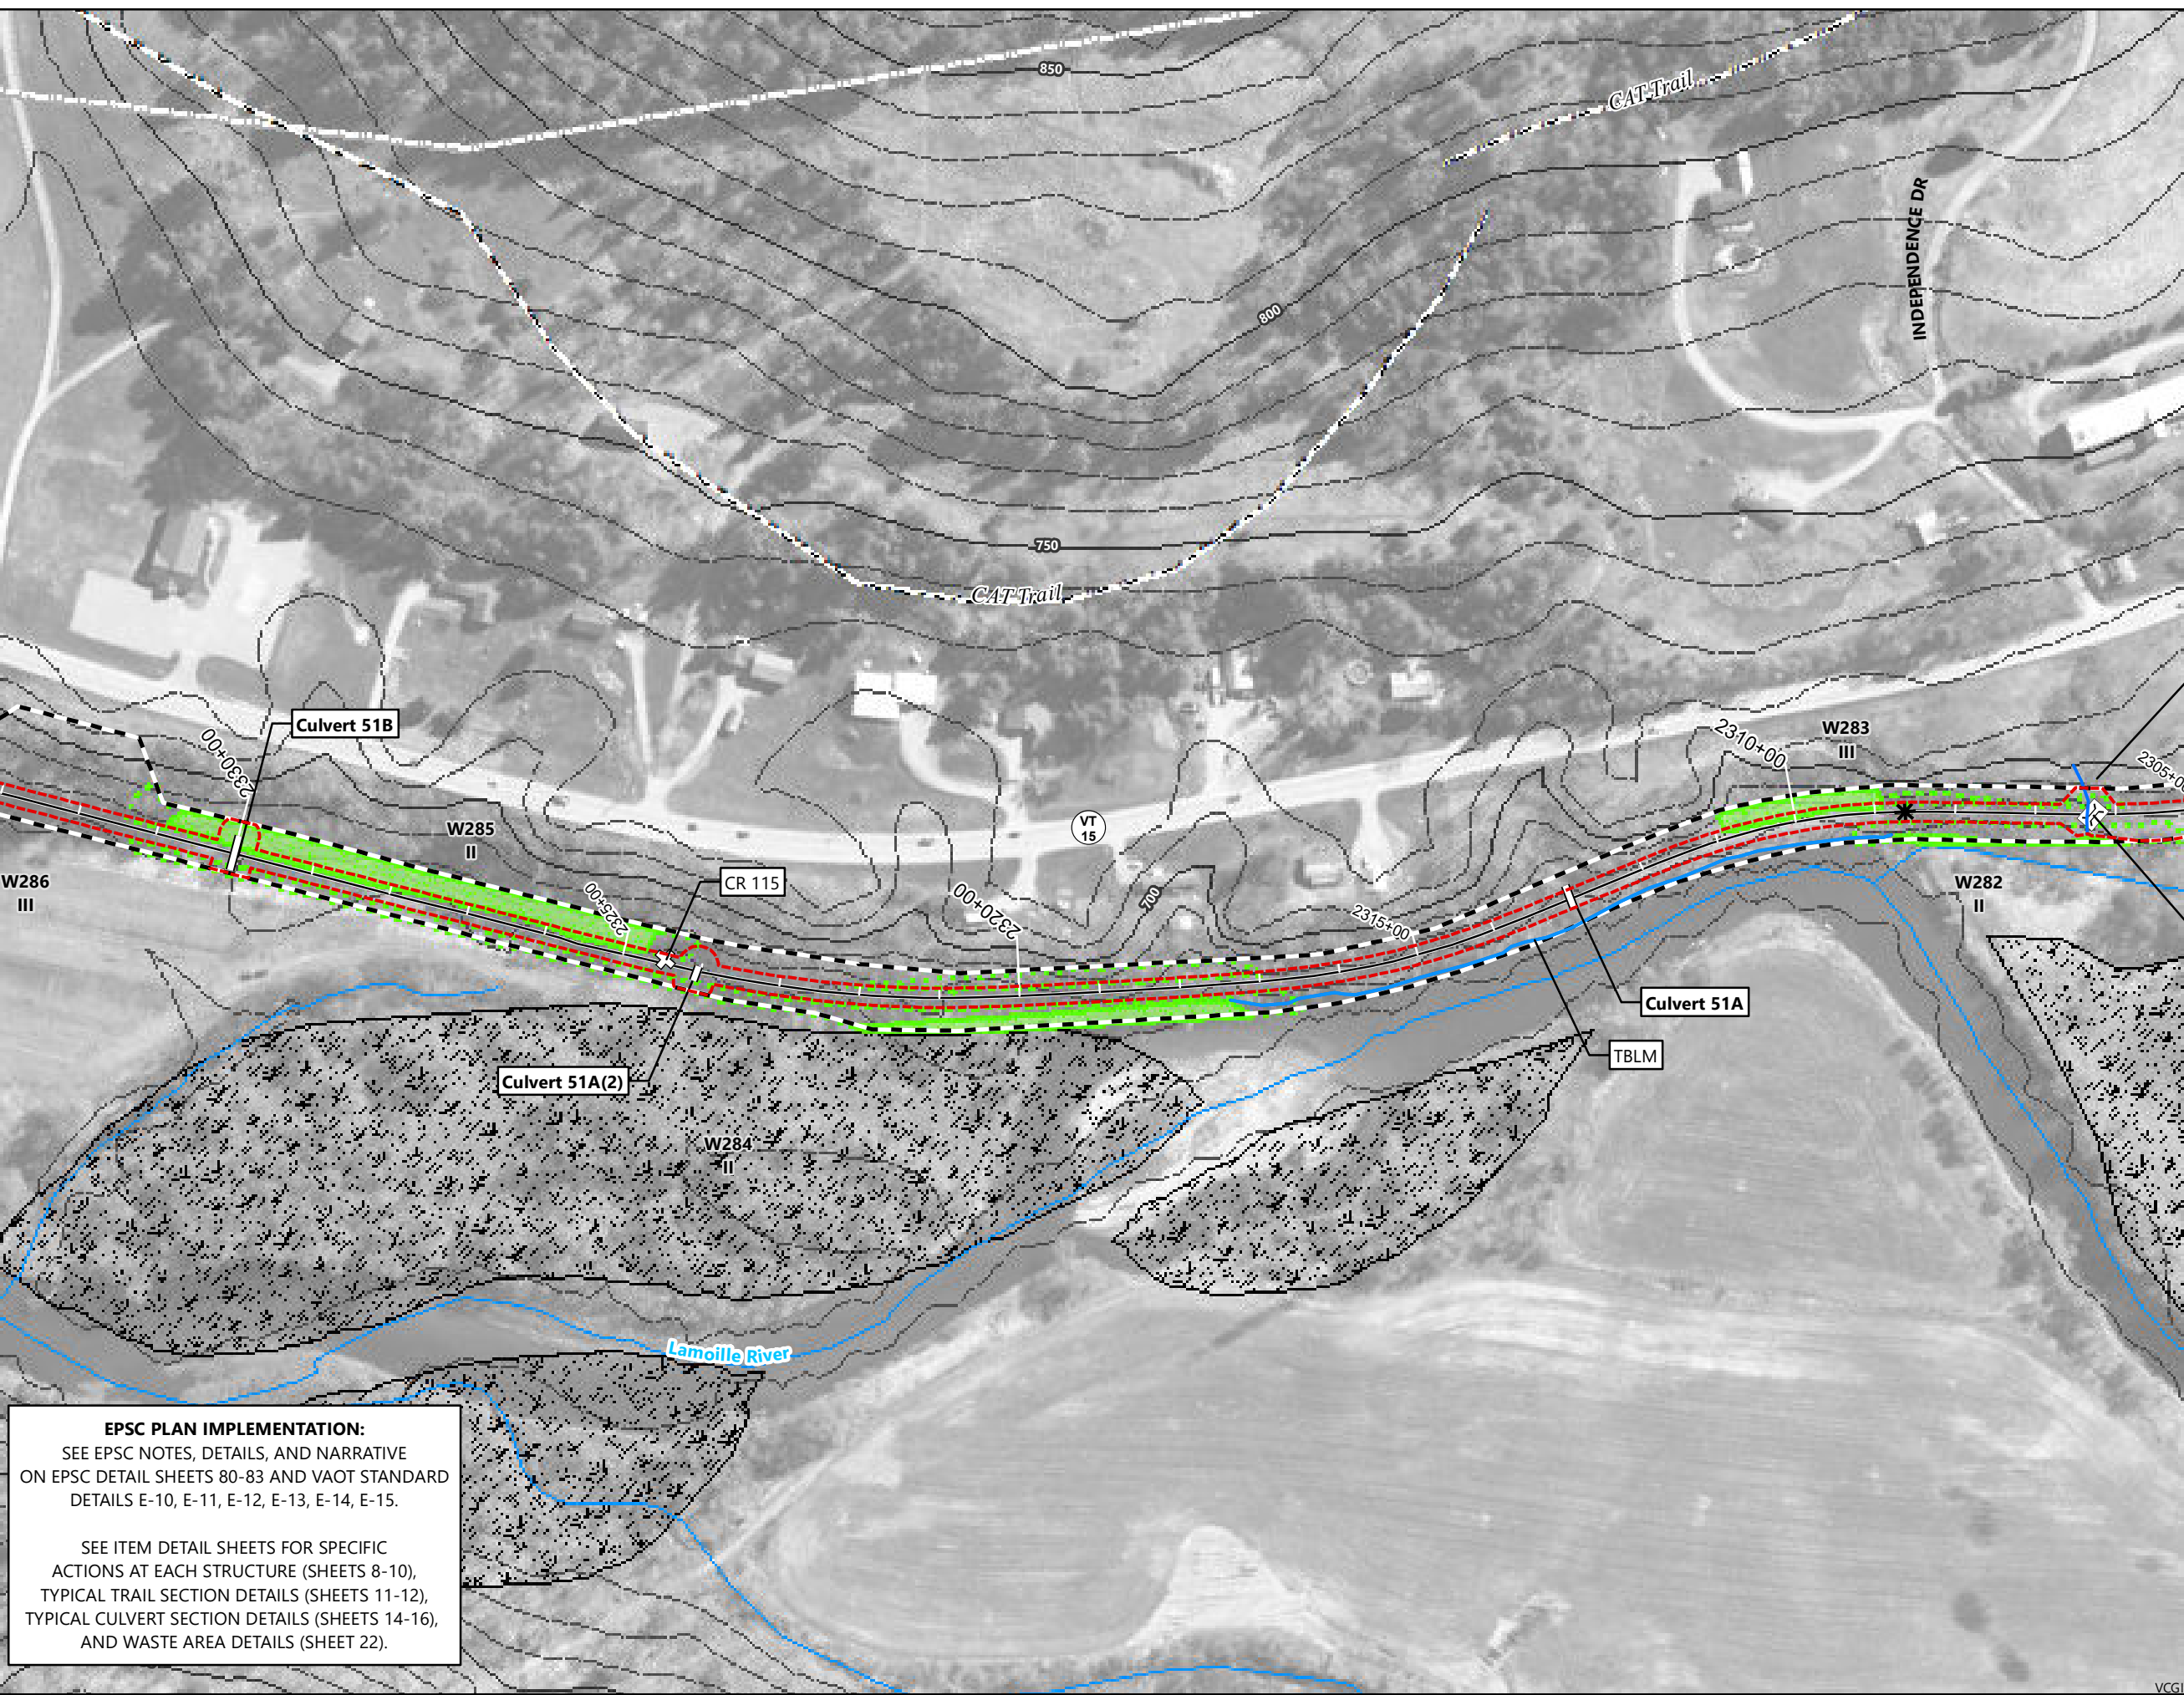 850
CAT Trail
INDEPENDENCE DR
800
750
CAT Trail
Culvert 51B
2330+00
W283
III
2310+00
2305+0
W285
II
VT
15
W286
III
CR 115
2325+00
2320+00
700
2315+00
W282
II
Culvert 51A
TBLM
Culvert 51A(2)
W284
II
Lamoille River
EPSC PLAN IMPLEMENTATION:
SEE EPSC NOTES, DETAILS, AND NARRATIVE
ON EPSC DETAIL SHEETS 80-83 AND VAOT STANDARD
DETAILS E-10, E-11, E-12, E-13, E-14, E-15.
SEE ITEM DETAIL SHEETS FOR SPECIFIC
ACTIONS AT EACH STRUCTURE (SHEETS 8-10),
TYPICAL TRAIL SECTION DETAILS (SHEETS 11-12),
TYPICAL CULVERT SECTION DETAILS (SHEETS 14-16),
AND WASTE AREA DETAILS (SHEET 22).
VCGI